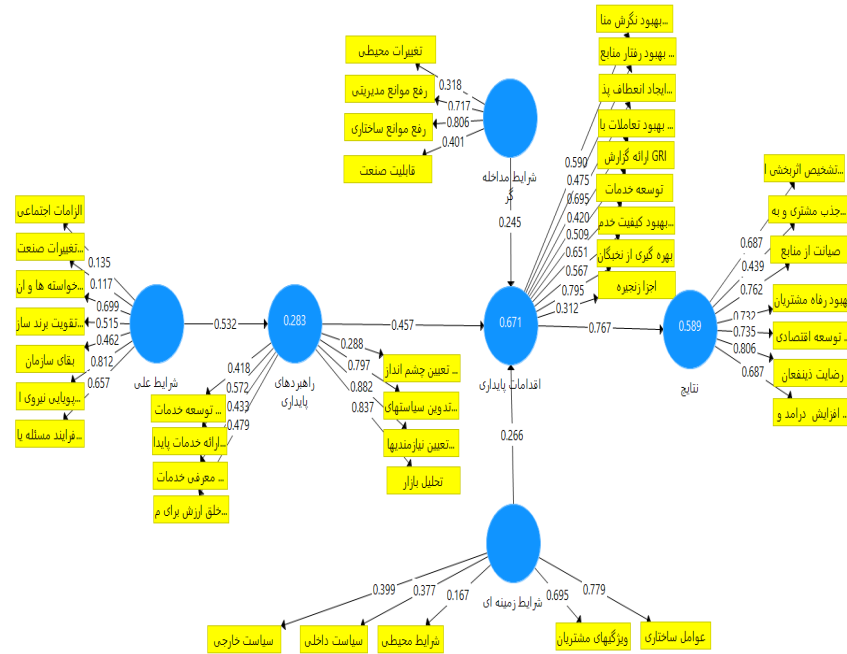 ...بهبود نگرش منا
... بهبود رفتار منابع
...ایجاد انعطاف پذ
... بهبود تعاملات با
ارائه گزارش GRI
توسعه خدمات
...بهبود کیفیت خدم
بهره گیری از نخبگان
اجزا زنجیره
0.590
0.475
0.695
0.420
0.509
0.651
0.567
0.795
0.312
تغییرات محیطی
رفع موانع مدیریتی
رفع موانع ساختاری
قابلیت صنعت
0.318
0.717
0.806
0.401
شرایط مداخله
گر
0.245
...تشخیص اثربخشی ا
...جذب مشتری و به
صیانت از منابع
بهبود رفاه مشتریان
.. توسعه اقتصادی
رضایت ذینفعان
.. افزایش درامد و
0.687
0.439
0.762
0.732
0.735
0.806
0.687
0.589
نتایج
0.767
0.671
اقدامات پایداری
0.457
0.283
راهبردهای
پایداری
0.532
شرایط علی
الزامات اجتماعی
...تغییرات صنعت
...خواسته ها و ان
...تقویت برند ساز
بقای سازمان
...پویایی نیروی ا
...فرایند مسئله یا
0.135
0.117
0.699
0.515
0.462
0.812
0.657
0.418
0.572
0.433
0.479
... توسعه خدمات
...ارائه خدمات پایدا
... معرفی خدمات
...خلق ارزش برای م
0.288
0.797
0.882
0.837
... تعیین چشم انداز
...تدوین سیاستهای
...تعیین نیازمندیها
تحلیل بازار
0.266
شرایط زمینه ای
0.399
0.377
0.167
0.695
0.779
سیاست خارجی
سیاست داخلی
شرایط محیطی
ویژگیهای مشتریان
عوامل ساختاری